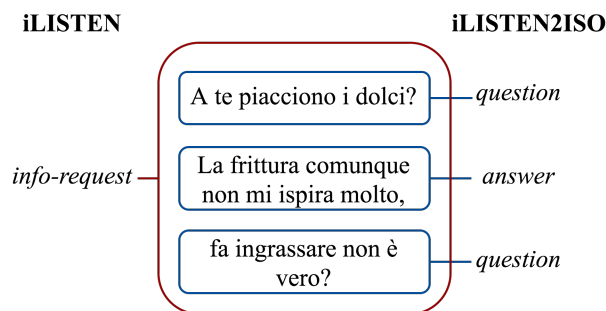 iLISTEN
iLISTEN2ISO
A te piacciono i dolci?
question
info-request
La frittura comunque
non mi ispira molto,
answer
fa ingrassare non è
vero?
question